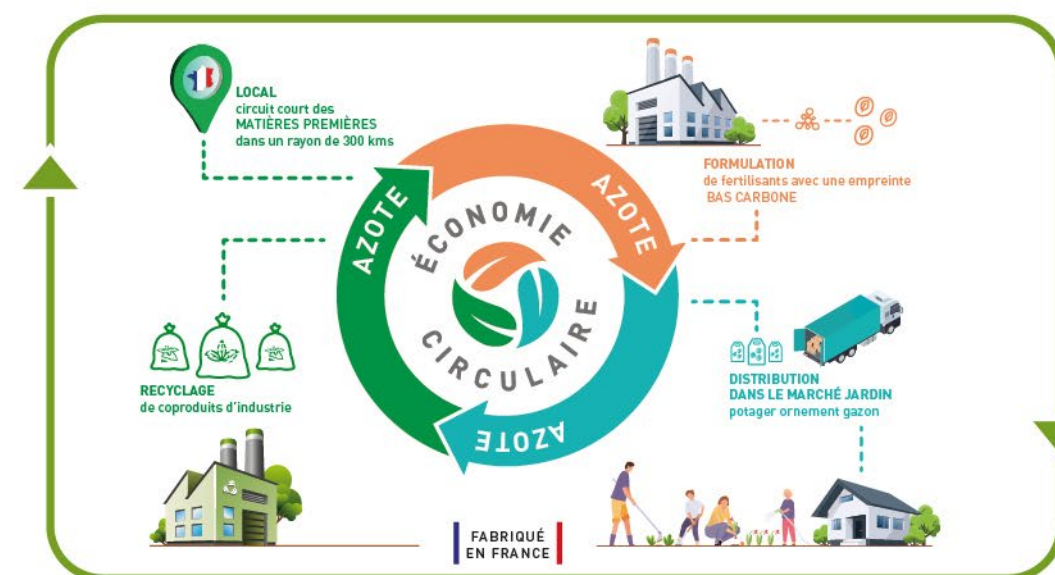 LOCAL
circuit court des
MATIÈRES PREMIÈRES
dans un rayon de 300 kms
FORMULATION
de fertilisants avec une empreinte
BAS CARBONE
AZOTE
AZOTE
ÉCONOMIE
CIRCULAIRE
AZOTE
RECYCLAGE
de coproduits d'industrie
DISTRIBUTION
DANS LE MARCHÉ JARDIN
potager ornement gazon
FABRIQUÉ
EN FRANCE